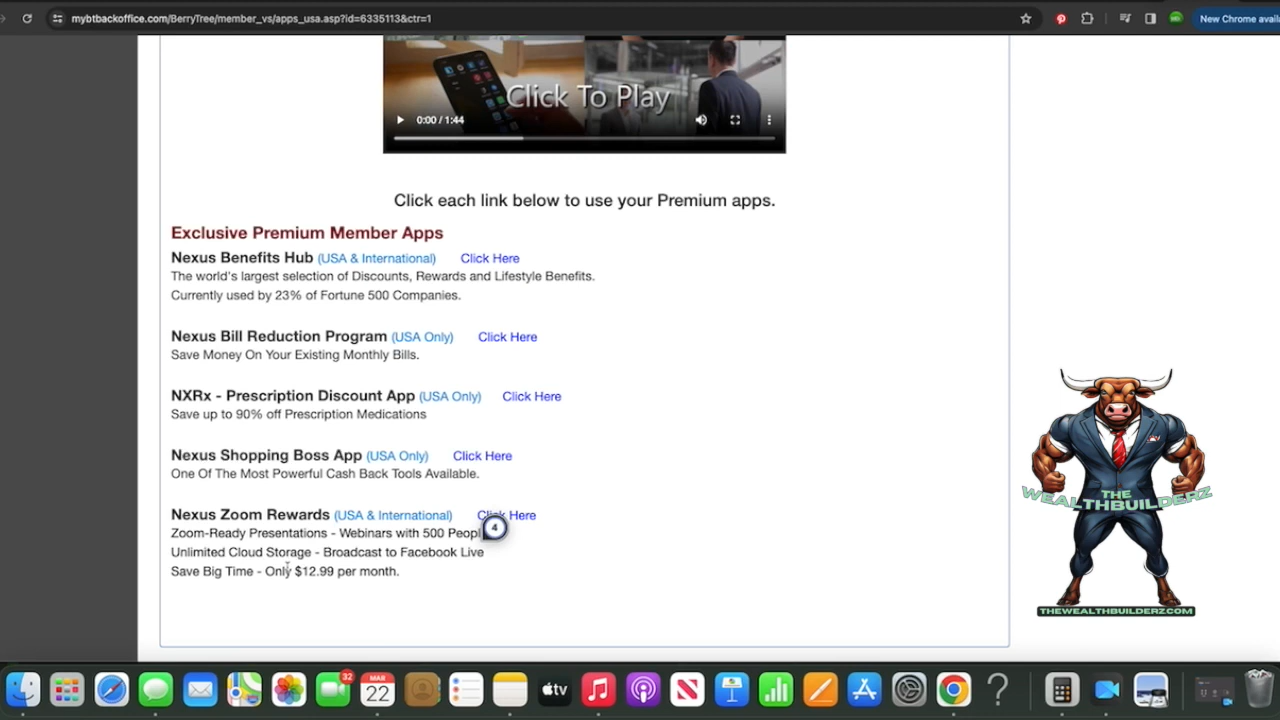 mybtbackoffice.com/BerryTree/member_vs/apps_usa.asp?id=6335113&ctr=1
New Chrome availa
Click To Play
0:00 / 1:44
Click each link below to use your Premium apps.
Exclusive Premium Member Apps
Nexus Benefits Hub (USA & International) Click Here
The world's largest selection of Discounts, Rewards and Lifestyle Benefits.
Currently used by 23% of Fortune 500 Companies.
Nexus Bill Reduction Program (USA Only) Click Here
Save Money On Your Existing Monthly Bills.
NXRx - Prescription Discount App (USA Only) Click Here
Save up to 90% off Prescription Medications
Nexus Shopping Boss App (USA Only) Click Here
One Of The Most Powerful Cash Back Tools Available.
Nexus Zoom Rewards (USA & International) Click Here
4
Zoom-Ready Presentations - Webinars with 500 Peopl
Unlimited Cloud Storage - Broadcast to Facebook Live
Save Big Time - Only $12.99 per month.
THE
WEALTHBUILDERZ
THEWEALTHBUILDERZ.COM
32
MAR
22
tv